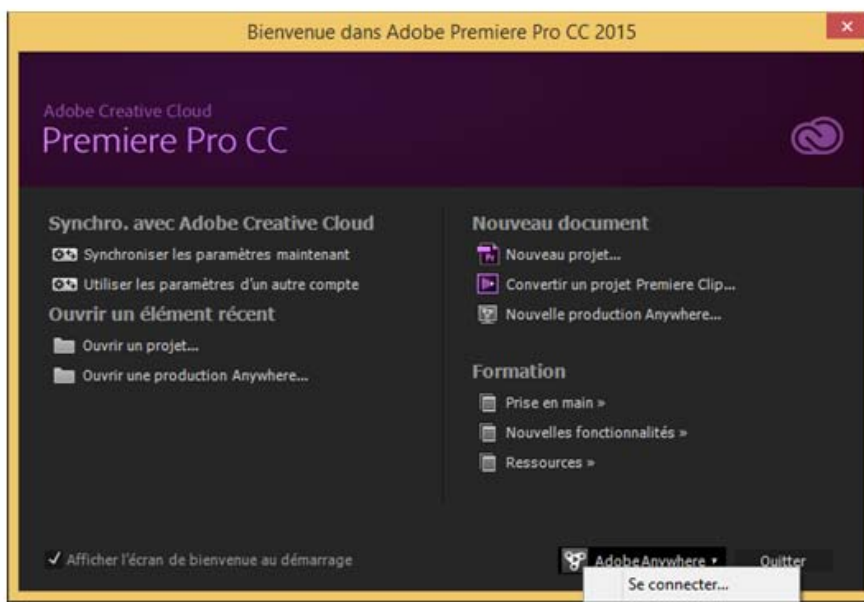 Bienvenue dans Adobe Premiere Pro CC 2015
Adobe Creative Cloud
Premiere Pro CC
Synchro. avec Adobe Creative Cloud
Synchroniser les paramètres maintenant
Utiliser les paramètres d'un autre compte
Ouvrir un élément récent
Ouvrir un projet...
Ouvrir une production Anywhere...
Nouveau document
Nouveau projet...
Convertir un projet Premiere Clip...
Nouvelle production Anywhere...
Formation
Prise en main »
Nouvelles fonctionnalités »
Ressources »
Afficher l'écran de bienvenue au démarrage
Adobe Anywhere
Quitter
Se connecter...